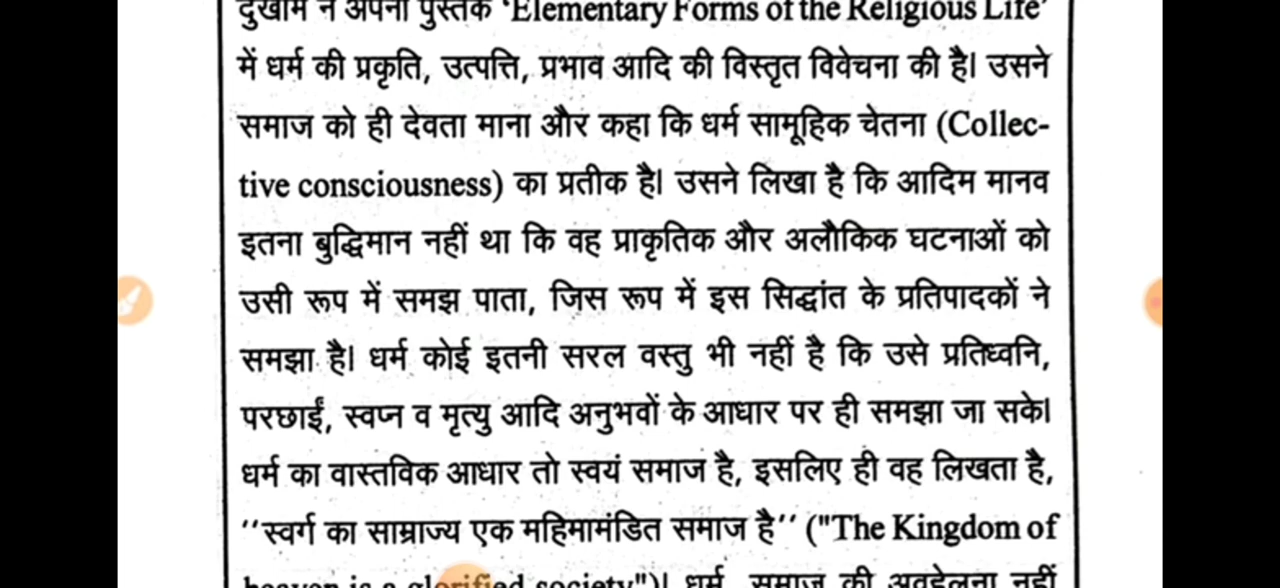 दुर्खीम ने अपनी पुस्तक 'Elementary Forms of the Religious Life'
में धर्म की प्रकृति, उत्पत्ति, प्रभाव आदि की विस्तृत विवेचना की है। उसने
समाज को ही देवता माना और कहा कि धर्म सामूहिक चेतना (Collec-
tive consciousness) का प्रतीक है। उसने लिखा है कि आदिम मानव
इतना बुद्धिमान नहीं था कि वह प्राकृतिक और अलौकिक घटनाओं को
उसी रूप में समझ पाता, जिस रूप में इस सिद्धांत के प्रतिपादकों ने
समझा है। धर्म कोई इतनी सरल वस्तु भी नहीं है कि उसे प्रतिध्वनि,
परछाईं, स्वप्न व मृत्यु आदि अनुभवों के आधार पर ही समझा जा सके।
धर्म का वास्तविक आधार तो स्वयं समाज है, इसलिए ही वह लिखता है,
''स्वर्ग का साम्राज्य एक महिमामंडित समाज है'' ("The Kingdom of
heaven is a glorified society")। धर्म, समाज की अवहेलना नहीं